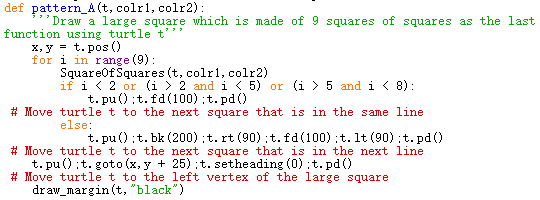 def pattern_A(t,colr1,colr2):
    '''Draw a large square which is made of 9 squares of squares as the last
function using turtle t'''
    x,y = t.pos()
    for i in range(9):
        SquareOfSquares(t,colr1,colr2)
        if i < 2 or (i > 2 and i < 5) or (i > 5 and i < 8):
            t.pu();t.fd(100);t.pd()
# Move turtle t to the next square that is in the same line
        else:
            t.pu();t.bk(200);t.rt(90);t.fd(100);t.lt(90);t.pd()
# Move turtle t to the next square that is in the next line
    t.pu();t.goto(x,y + 25);t.setheading(0);t.pd()
# Move turtle t to the left vertex of the large square
    draw_margin(t,"black")